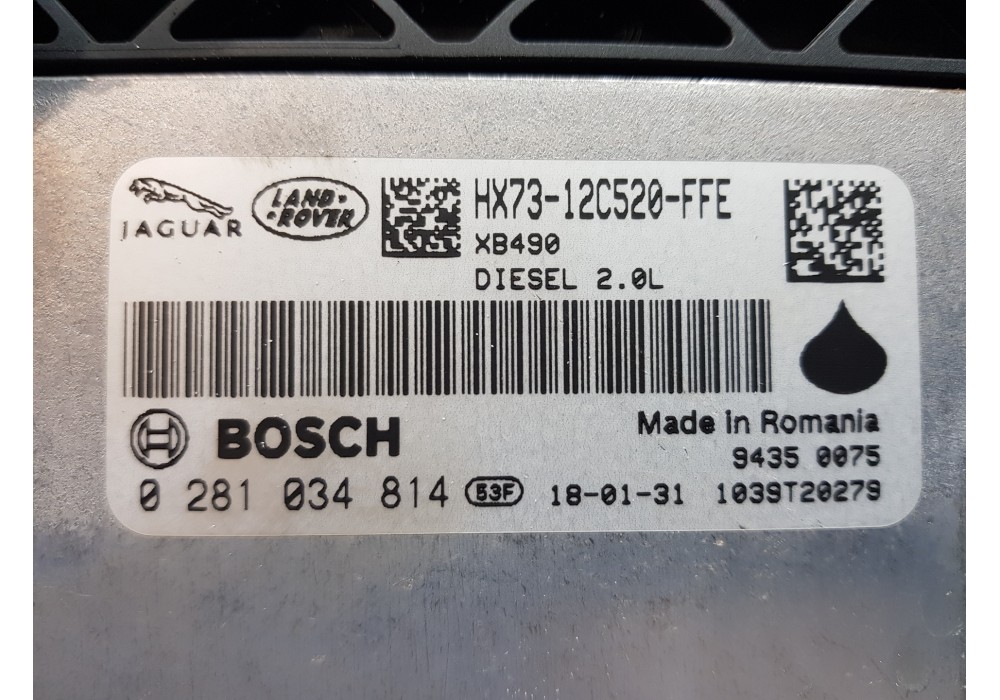 JAGUAR
LAND-
•ROVER
HX73-12C520-FFE
XB490
DIESEL 2.0L
BOSCH
Made in Romania
9435 0075
0 281 034 814 53F 18-01-31 1039T20279